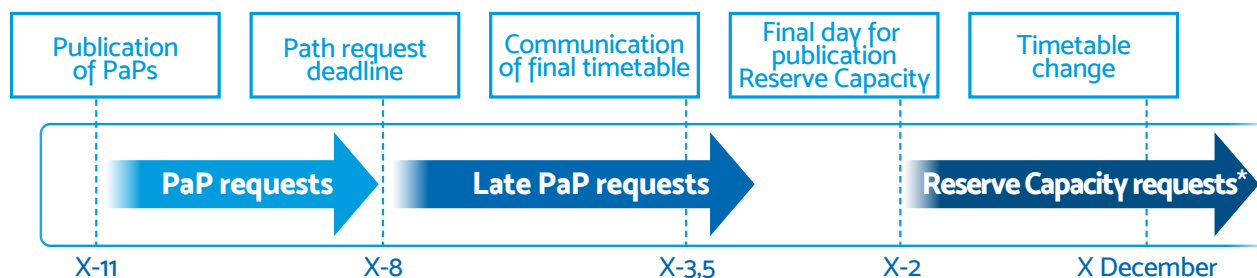 Publication
of PaPs
Path request
deadline
Communication
of final timetable
Final day for
publication
Reserve Capacity
Timetable
change
PaP requests
Late PaP requests
Reserve Capacity requests*
X-11
X-8
X-3,5
X-2
X December